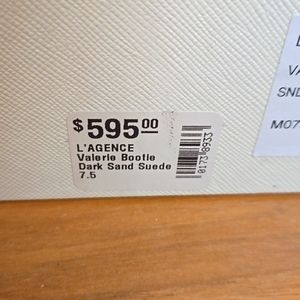 $595.00
L'AGENCE
Valerie Bootie
Dark Sand Suede
7.5
01738933
L
VA
SND
M07